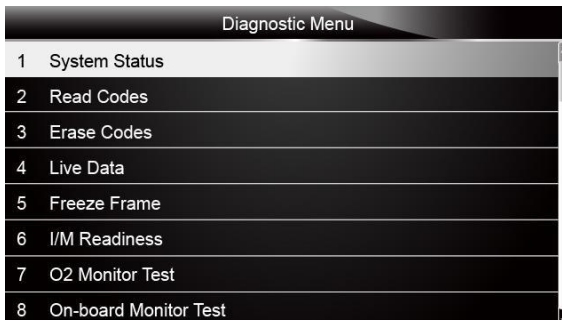 Diagnostic Menu
1 System Status
2 Read Codes
3 Erase Codes
4 Live Data
5 Freeze Frame
6 I/M Readiness
7 O2 Monitor Test
8 On-board Monitor Test